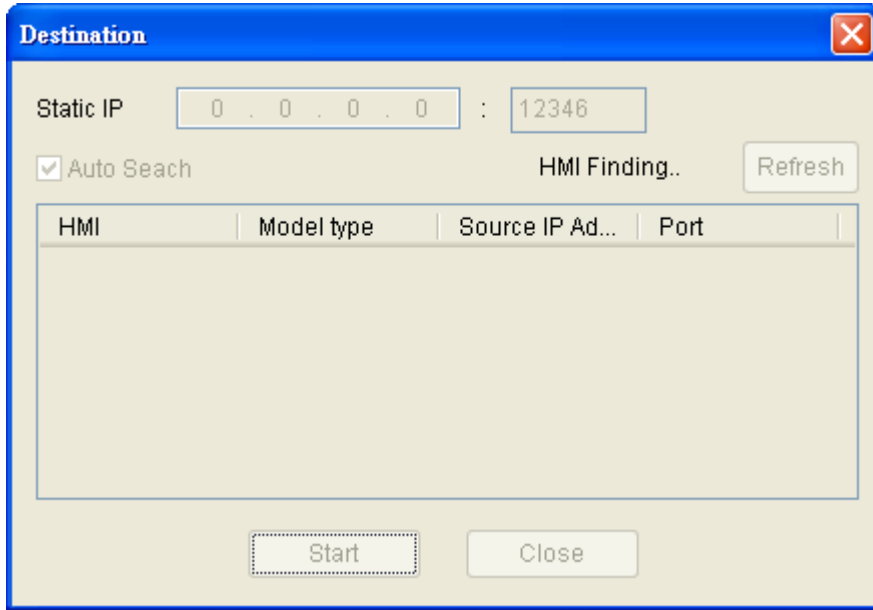 Destination
Static IP 0 . 0 . 0 . 0 : 12346
Auto Seach HMI Finding.. Refresh
HMI Model type Source IP Ad... Port
Start Close